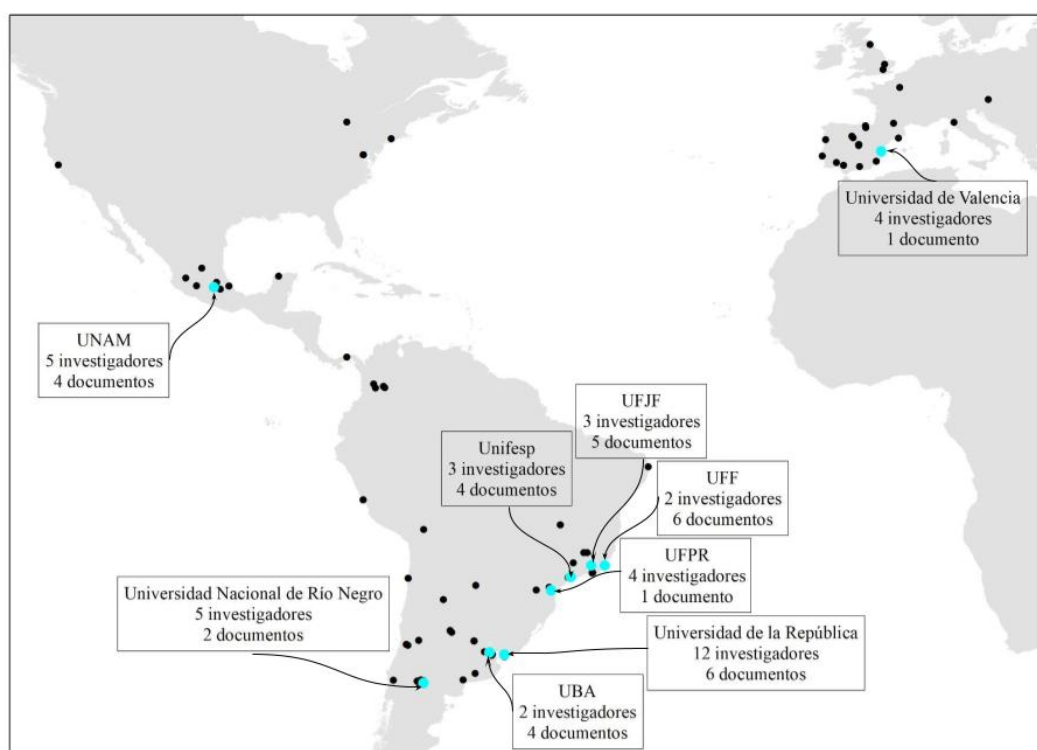 Universidad de Valencia
4 investigadores
1 documento
UNAM
5 investigadores
4 documentos
UFJF
3 investigadores
5 documentos
Unifesp
3 investigadores
4 documentos
UFF
2 investigadores
6 documentos
UFPR
4 investigadores
1 documento
Universidad Nacional de Río Negro
5 investigadores
2 documentos
Universidad de la República
12 investigadores
6 documentos
UBA
2 investigadores
4 documentos